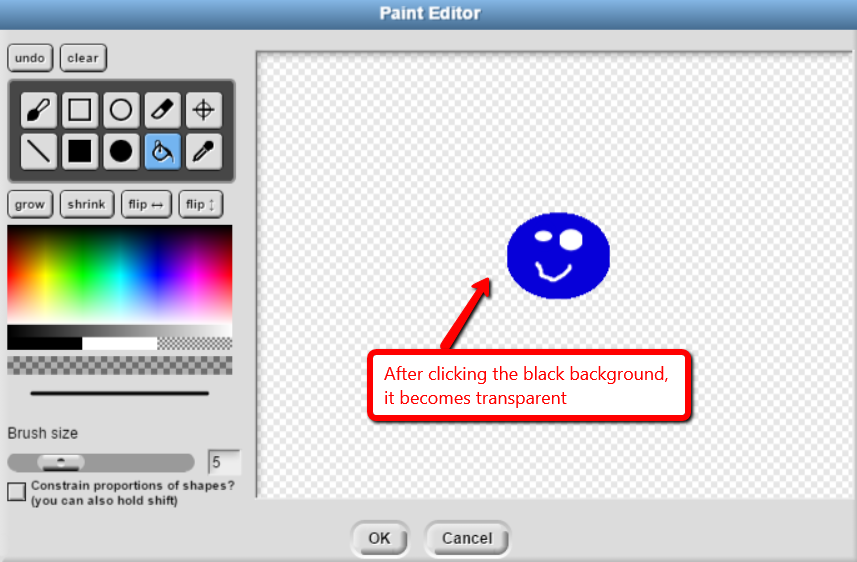 Paint Editor
undo clear
grow shrink flip ↔ flip ↕
After clicking the black background,
it becomes transparent
Brush size
5
Constrain proportions of shapes?
(you can also hold shift)
OK Cancel